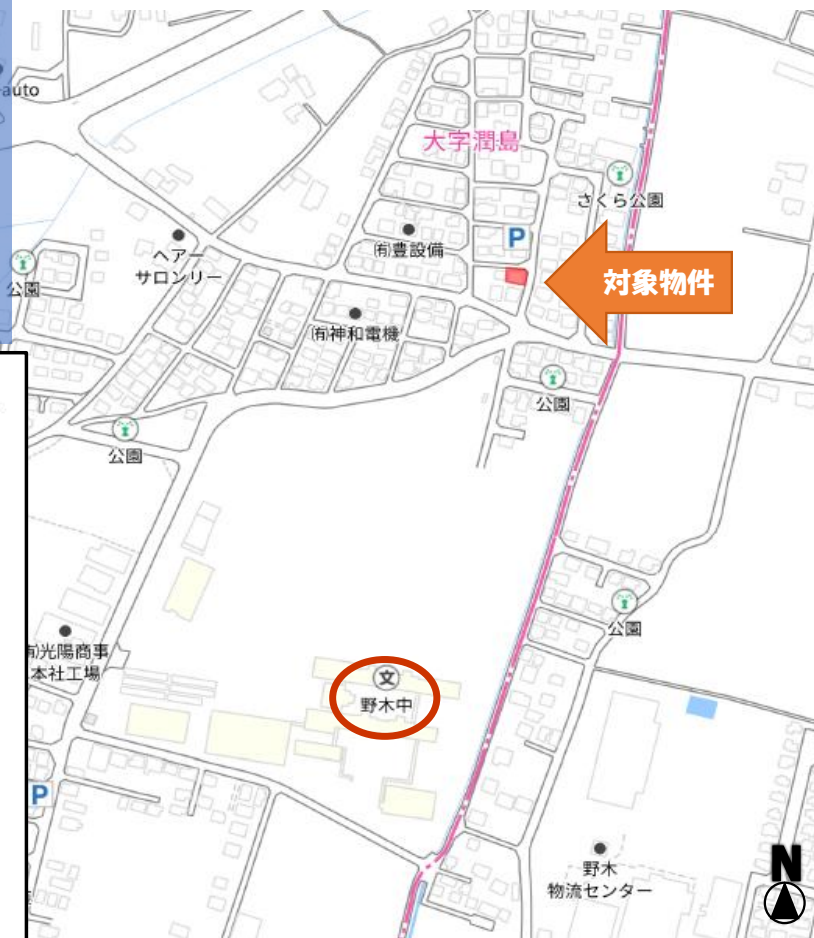 -auto
大字潤島
さくら公園
P
ヘアー
サロンリー
(有)豊設備
公園
対象物件
(有)神和電機
公園
公園
公園
有)光陽商事
本社工場
文
野木中
P
野木
物流センター
N